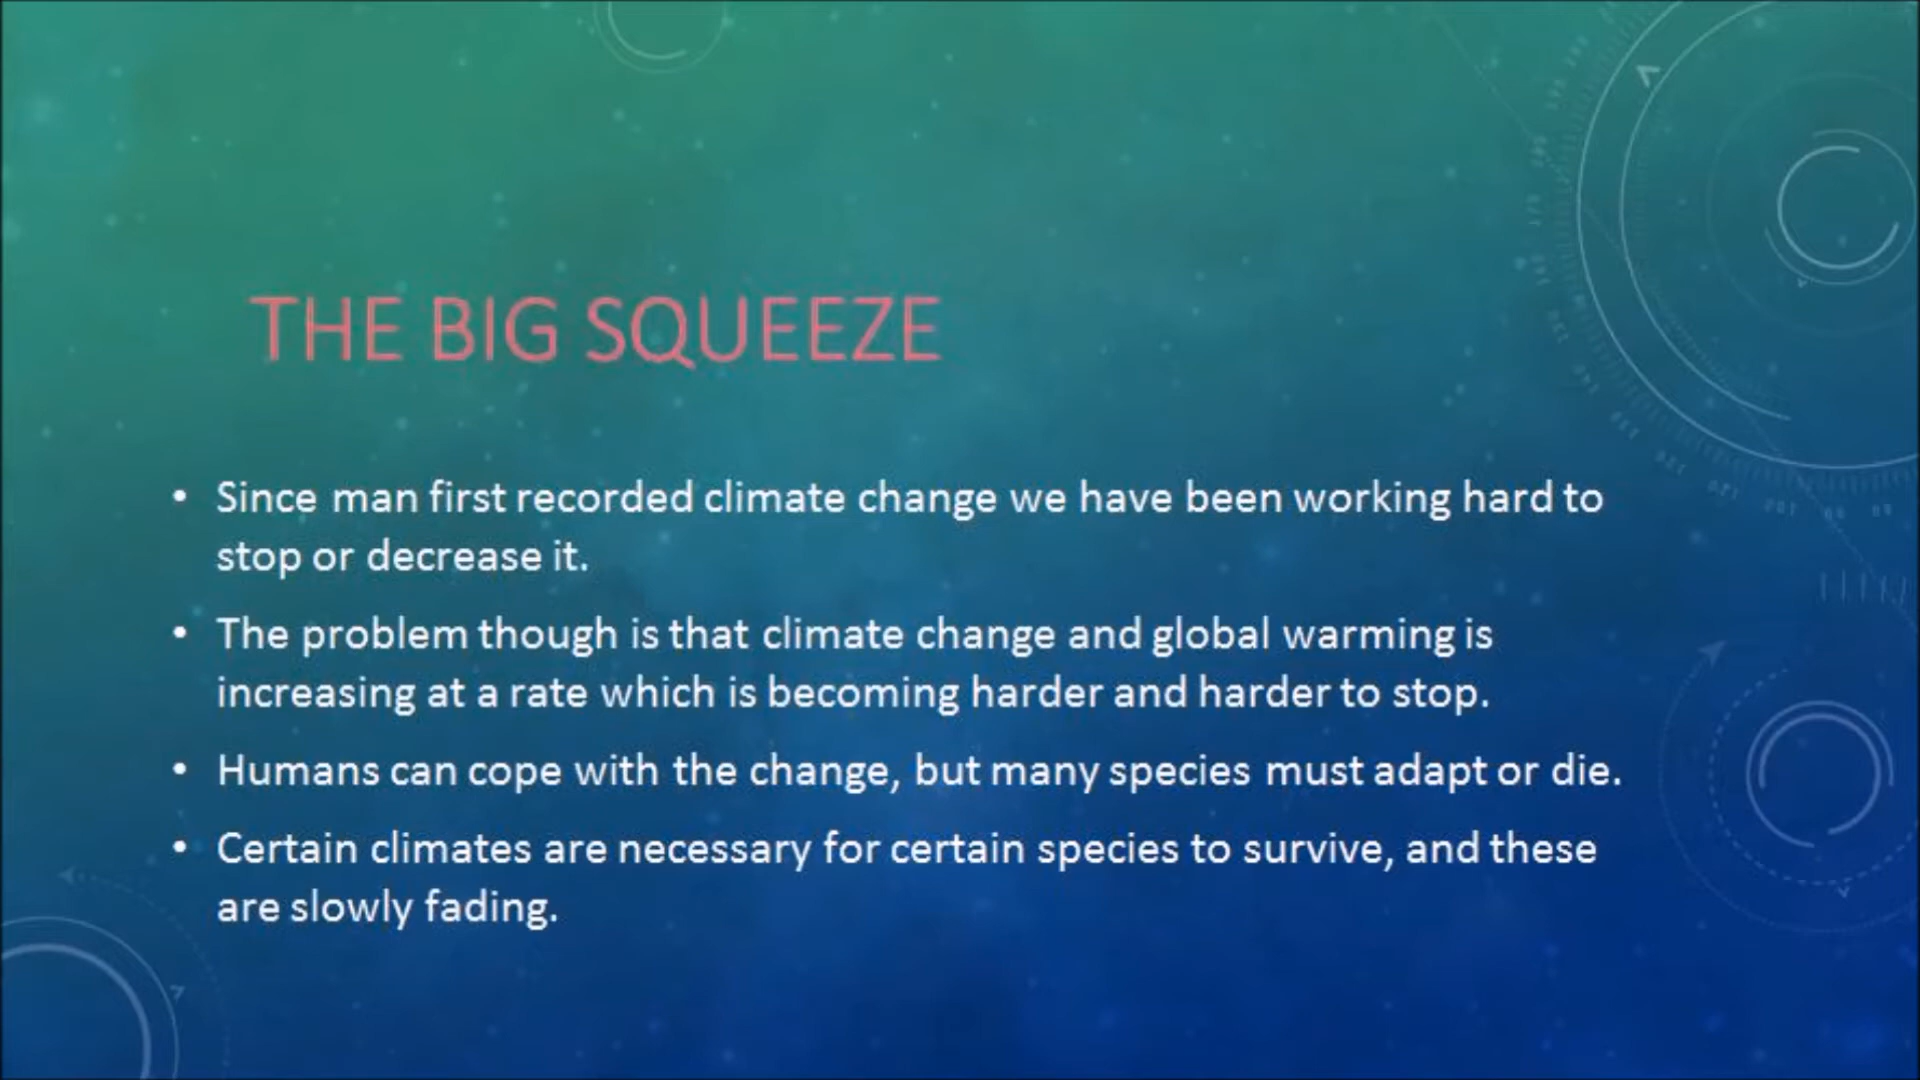 THE BIG SQUEEZE
• Since man first recorded climate change we have been working hard to
stop or decrease it.
• The problem though is that climate change and global warming is
increasing at a rate which is becoming harder and harder to stop.
• Humans can cope with the change, but many species must adapt or die.
• Certain climates are necessary for certain species to survive, and these
are slowly fading.